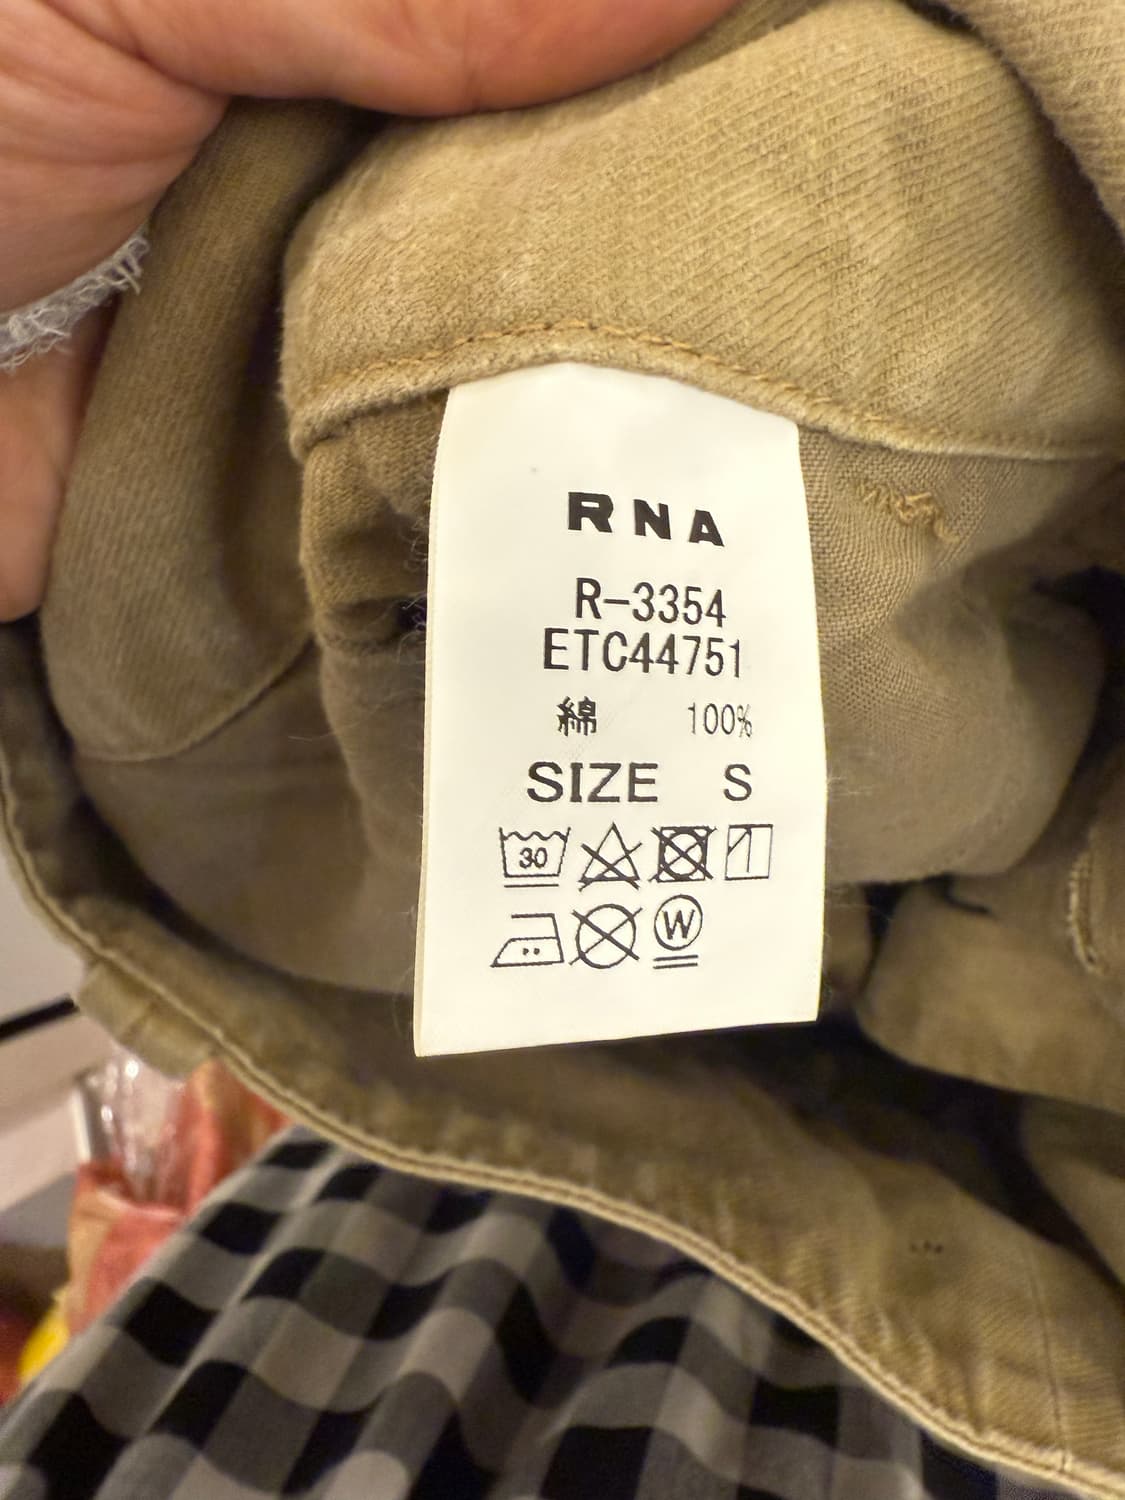 RNA
R-3354
ETC44751
綿 100%
SIZE S
30
W